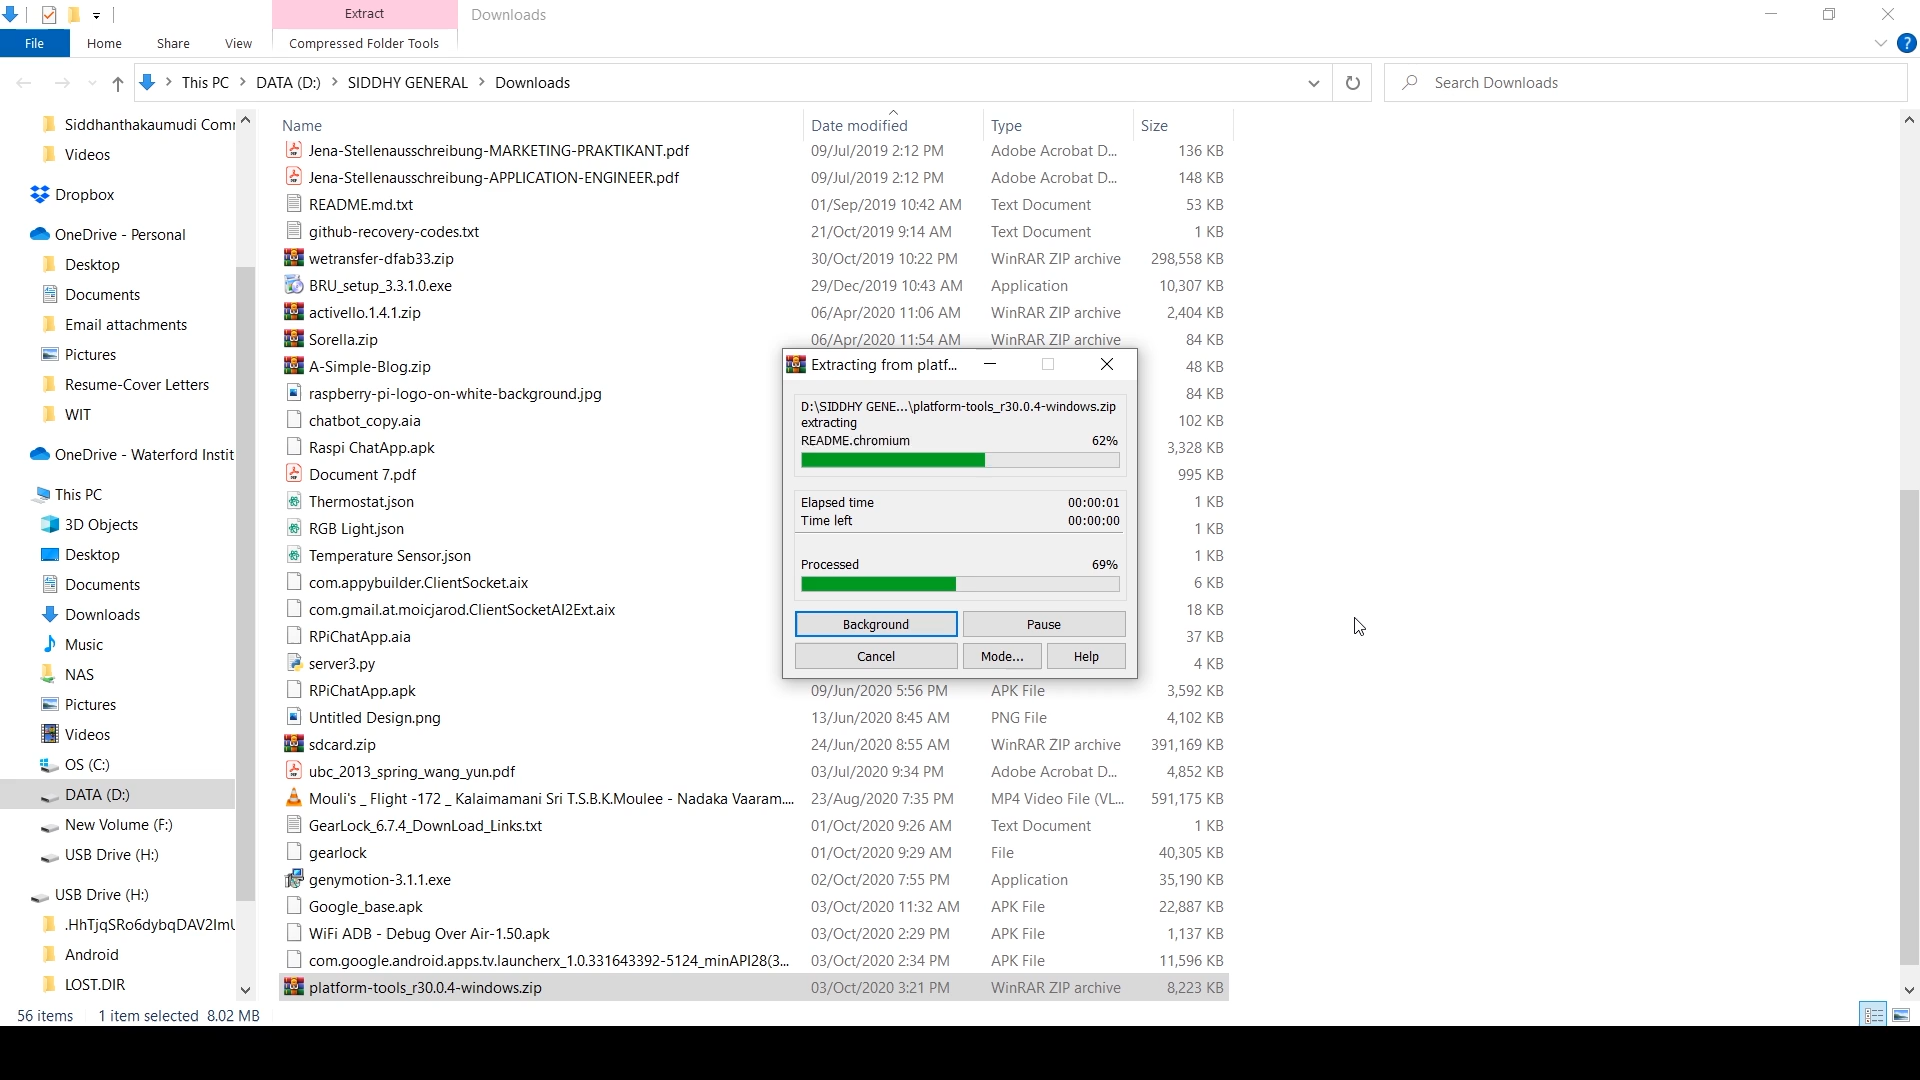 Extract
Downloads
File
Home
Share
View
Compressed Folder Tools
?
This PC
DATA (D:)
SIDDHY GENERAL
Downloads
Search Downloads
Siddhanthakaumudi Com
Videos
Dropbox
OneDrive - Personal
Desktop
Documents
Email attachments
Pictures
Resume-Cover Letters
WIT
OneDrive - Waterford Instit
This PC
3D Objects
Desktop
Documents
Downloads
Music
NAS
Pictures
Videos
OS (C:)
DATA (D:)
New Volume (F:)
USB Drive (H:)
USB Drive (H:)
.HhTjqSRo6dybqDAV2ImU
Android
LOST.DIR
Name Date modified Type Size
Jena-Stellenausschreibung-MARKETING-PRAKTIKANT.pdf 09/Jul/2019 2:12 PM Adobe Acrobat D... 136 KB
Jena-Stellenausschreibung-APPLICATION-ENGINEER.pdf 09/Jul/2019 2:12 PM Adobe Acrobat D... 148 KB
README.md.txt 01/Sep/2019 10:42 AM Text Document 53 KB
github-recovery-codes.txt 21/Oct/2019 9:14 AM Text Document 1 KB
wetransfer-dfab33.zip 30/Oct/2019 10:22 PM WinRAR ZIP archive 298,558 KB
BRU_setup_3.3.1.0.exe 29/Dec/2019 10:43 AM Application 10,307 KB
activello.1.4.1.zip 06/Apr/2020 11:06 AM WinRAR ZIP archive 2,404 KB
Sorella.zip 06/Apr/2020 11:54 AM WinRAR ZIP archive 84 KB
A-Simple-Blog.zip 48 KB
raspberry-pi-logo-on-white-background.jpg 84 KB
chatbot_copy.aia 102 KB
Raspi ChatApp.apk 3,328 KB
Document 7.pdf 995 KB
Thermostat.json 1 KB
RGB Light.json 1 KB
Temperature Sensor.json 1 KB
com.appybuilder.ClientSocket.aix 6 KB
com.gmail.at.moicjarod.ClientSocketAI2Ext.aix 18 KB
RPiChatApp.aia 37 KB
server3.py 4 KB
RPiChatApp.apk 09/Jun/2020 5:56 PM APK File 3,592 KB
Untitled Design.png 13/Jun/2020 8:45 AM PNG File 4,102 KB
sdcard.zip 24/Jun/2020 8:55 AM WinRAR ZIP archive 391,169 KB
ubc_2013_spring_wang_yun.pdf 03/Jul/2020 9:34 PM Adobe Acrobat D... 4,852 KB
Mouli's _ Flight -172 _ Kalaimamani Sri T.S.B.K.Moulee - Nadaka Vaaram.... 23/Aug/2020 7:35 PM MP4 Video File (VL... 591,175 KB
GearLock_6.7.4_DownLoad_Links.txt 01/Oct/2020 9:26 AM Text Document 1 KB
gearlock 01/Oct/2020 9:29 AM File 40,305 KB
genymotion-3.1.1.exe 02/Oct/2020 7:55 PM Application 35,190 KB
Google_base.apk 03/Oct/2020 11:32 AM APK File 22,887 KB
WiFi ADB - Debug Over Air-1.50.apk 03/Oct/2020 2:29 PM APK File 1,137 KB
com.google.android.apps.tv.launcherx_1.0.331643392-5124_minAPI28(3... 03/Oct/2020 2:34 PM APK File 11,596 KB
platform-tools_r30.0.4-windows.zip 03/Oct/2020 3:21 PM WinRAR ZIP archive 8,223 KB
Extracting from platf...
D:\SIDDHY GENE...\platform-tools_r30.0.4-windows.zip
extracting
README.chromium 62%
Elapsed time 00:00:01
Time left 00:00:00
Processed 69%
Background Pause
Cancel Mode... Help
56 items 1 item selected 8.02 MB